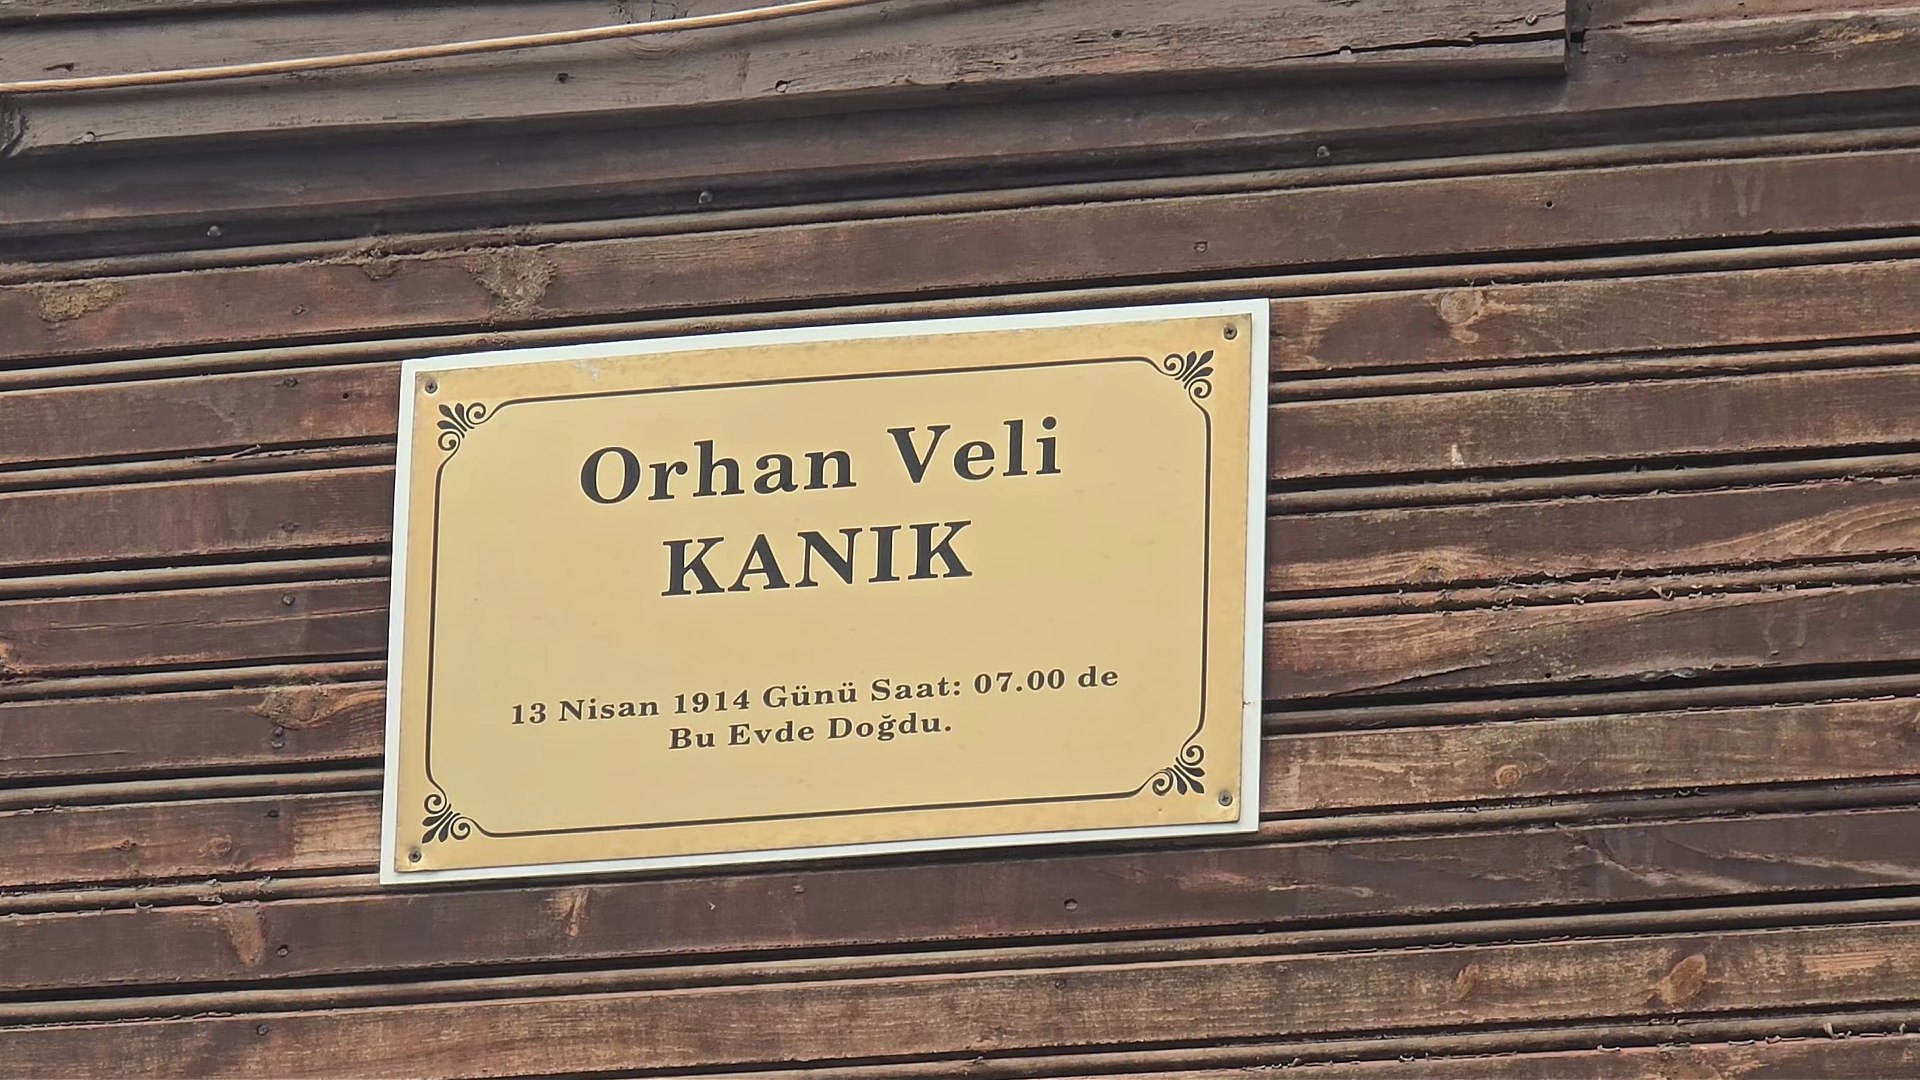 Orhan Veli
KANIK
13 Nisan 1914 Günü Saat: 07.00 de
Bu Evde Doğdu.